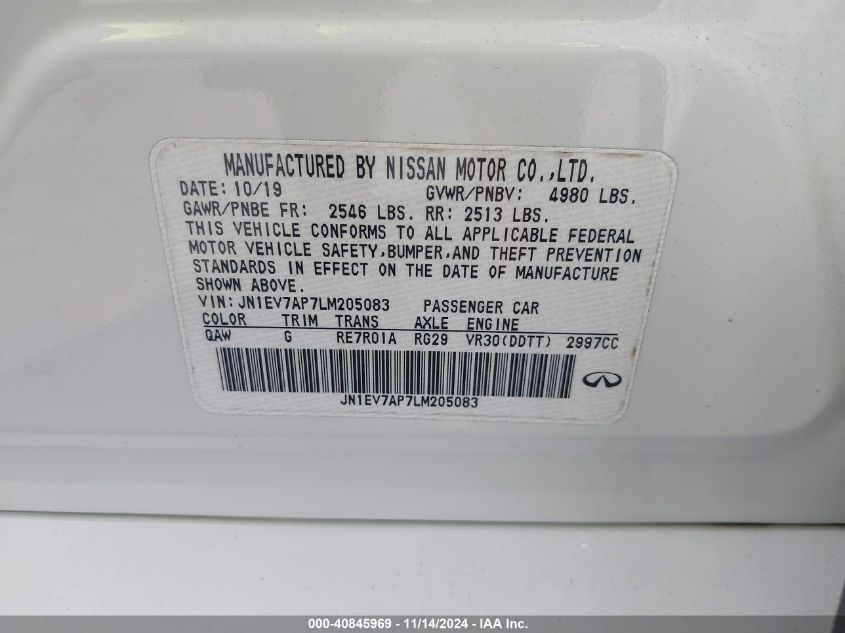 MANUFACTURED BY NISSAN MOTOR CO.,LTD.
DATE: 10/19 GVWR/PNBV: 4980 LBS.
GAWR/PNBE FR: 2546 LBS. RR: 2513 LBS.
THIS VEHICLE CONFORMS TO ALL APPLICABLE FEDERAL
MOTOR VEHICLE SAFETY,BUMPER,AND THEFT PREVENTION
STANDARDS IN EFFECT ON THE DATE OF MANUFACTURE
SHOWN ABOVE.
VIN: JN1EV7AP7LM205083 PASSENGER CAR
COLOR TRIM TRANS AXLE ENGINE
QAW G RE7R01A RG29 VR30(DDTT) 2997CC
JN1EV7AP7LM205083
000-40845969 - 11/14/2024 - IAA Inc.